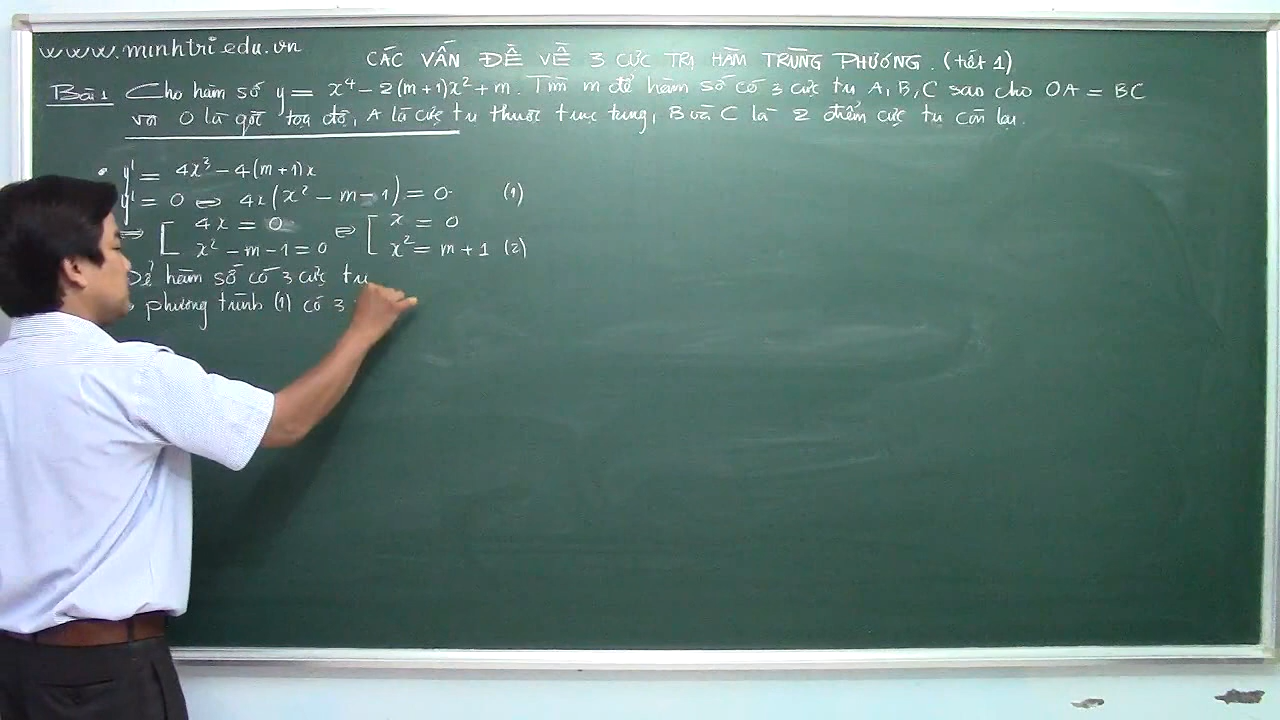 www.minhtriedu.vn
CÁC VẤN ĐỀ VỀ 3 CỰC TRỊ HÀM TRÙNG PHƯƠNG. (tiết 1)
Bài 1 Cho hàm số y = x⁴ - 2(m+1)x² + m. Tìm m để hàm số có 3 cực trị A, B, C sao cho OA = BC
với O là gốc tọa độ, A là cực trị thuộc trục tung, B và C là 2 điểm cực trị còn lại.
• y' = 4x³ - 4(m+1)x
y' = 0 ⇔ 4x(x² - m - 1) = 0 (1)
⇔ [ 4x = 0 ⇔ [ x = 0
x² - m - 1 = 0 x² = m + 1 (2)
Để hàm số có 3 cực trị
phương trình (1) có 3